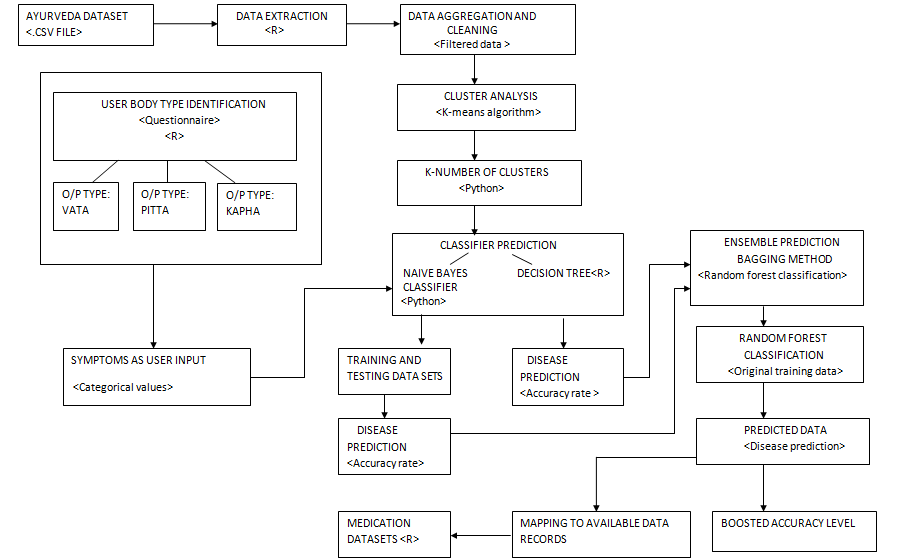 AYURVEDA DATASET
<.CSV FILE>
DATA EXTRACTION
<R>
DATA AGGREGATION AND
CLEANING
<Filtered data >
CLUSTER ANALYSIS
<K-means algorithm>
USER BODY TYPE IDENTIFICATION
<Questionnaire>
<R>
O/P TYPE:
VATA
O/P TYPE:
PITTA
O/P TYPE:
KAPHA
K-NUMBER OF CLUSTERS
<Python>
CLASSIFIER PREDICTION
NAIVE BAYES
CLASSIFIER
<Python>
DECISION TREE<R>
ENSEMBLE PREDICTION
BAGGING METHOD
<Random forest classification>
SYMPTOMS AS USER INPUT
<Categorical values>
TRAINING AND
TESTING DATA SETS
DISEASE
PREDICTION
<Accuracy rate >
RANDOM FOREST
CLASSIFICATION
<Original training data>
DISEASE
PREDICTION
<Accuracy rate>
PREDICTED DATA
<Disease prediction>
MEDICATION
DATASETS <R>
MAPPING TO AVAILABLE DATA
RECORDS
BOOSTED ACCURACY LEVEL